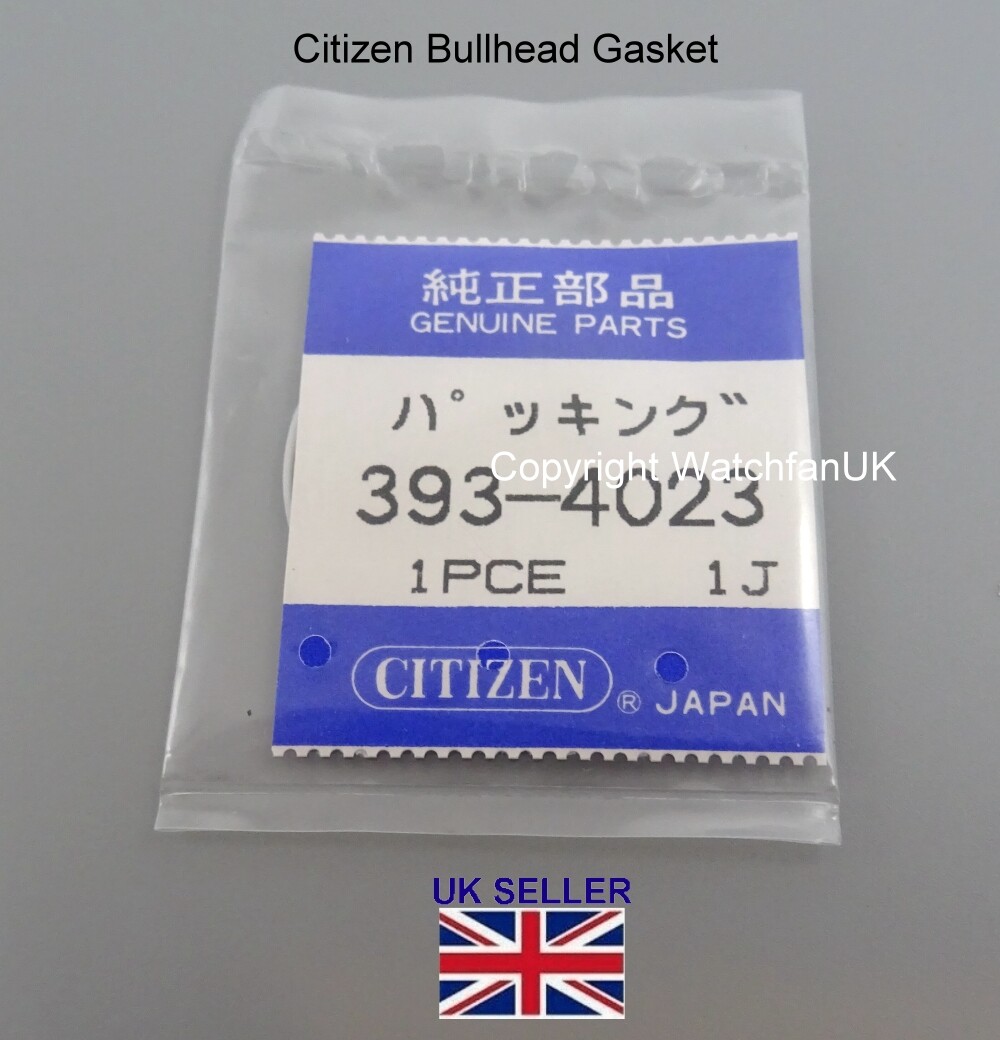 Citizen Bullhead Gasket
純正部品
GENUINE PARTS
パッキング
Copyright WatchfanUK
393-4023
1PCE 1J
CITIZEN ® JAPAN
UK SELLER